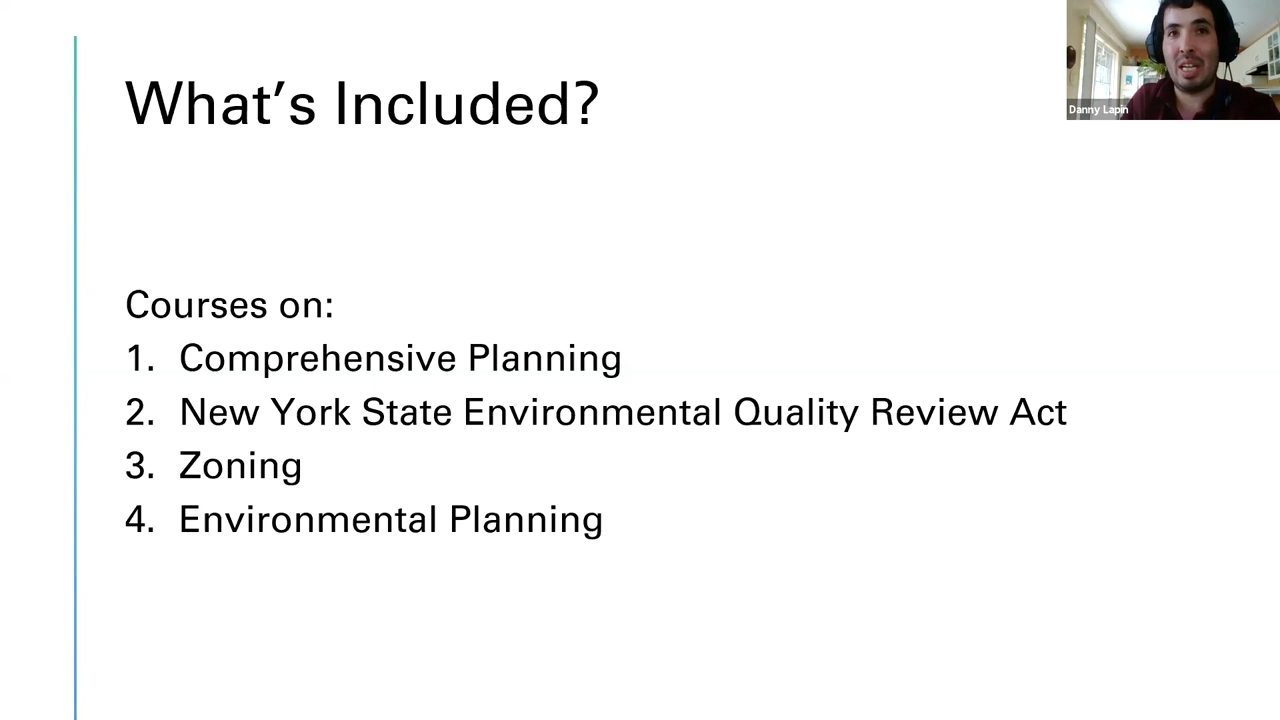 What's Included?
Danny Lapin
Courses on:
1. Comprehensive Planning
2. New York State Environmental Quality Review Act
3. Zoning
4. Environmental Planning